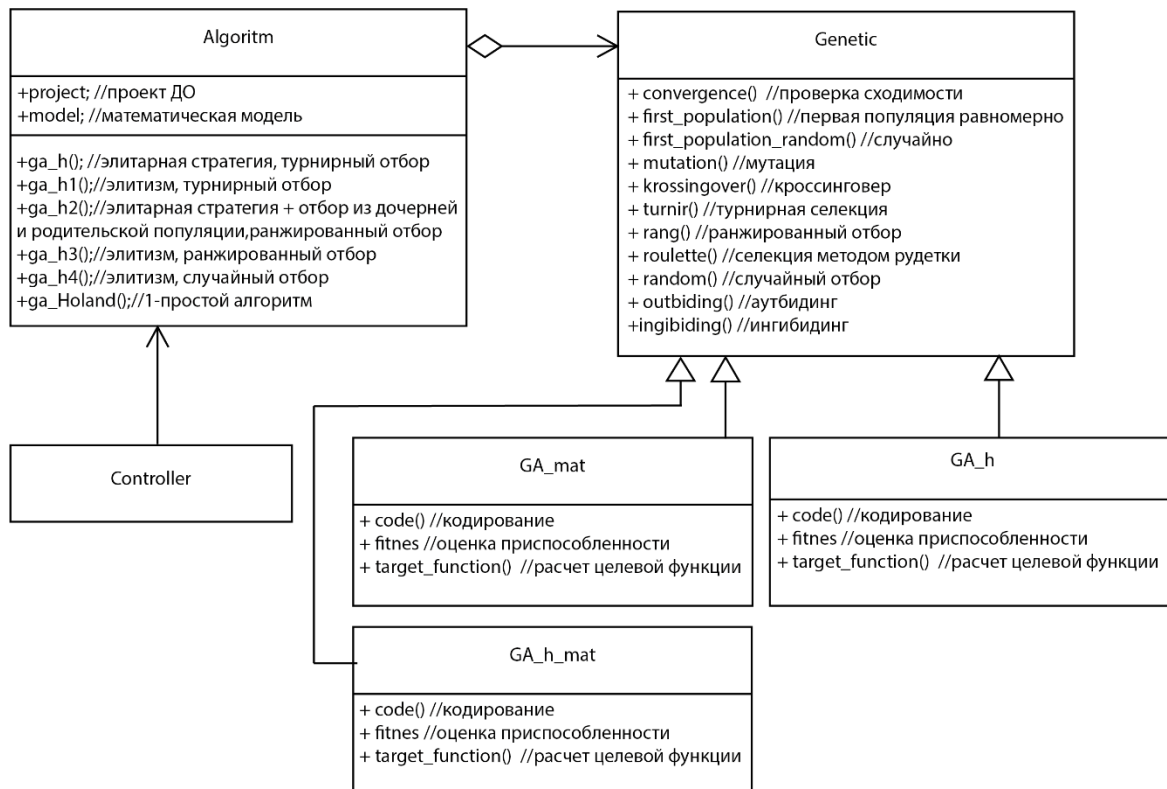 Algoritm
+project; //проект ДО
+model; //математическая модель
+ga_h(); //элитарная стратегия, турнирный отбор
+ga_h1();//элитизм, турнирный отбор
+ga_h2();//элитарная стратегия + отбор из дочерней
и родительской популяции,ранжированный отбор
+ga_h3();//элитизм, ранжированный отбор
+ga_h4();//элитизм, случайный отбор
+ga_Holand();//1-простой алгоритм
Genetic
+ convergence() //проверка сходимости
+ first_population() //первая популяция равномерно
+ first_population_random() //случайно
+ mutation() //мутация
+ krossingover() //кроссинговер
+ turnir() //турнирная селекция
+ rang() //ранжированный отбор
+ roulette() //селекция методом рудетки
+ random() //случайный отбор
+ outbiding() //аутбидинг
+ingibiding() //ингибидинг
Controller
GA_mat
+ code() //кодирование
+ fitnes //оценка приспособленности
+ target_function() //расчет целевой функции
GA_h
+ code() //кодирование
+ fitnes //оценка приспособленности
+ target_function() //расчет целевой функции
GA_h_mat
+ code() //кодирование
+ fitnes //оценка приспособленности
+ target_function() //расчет целевой функции